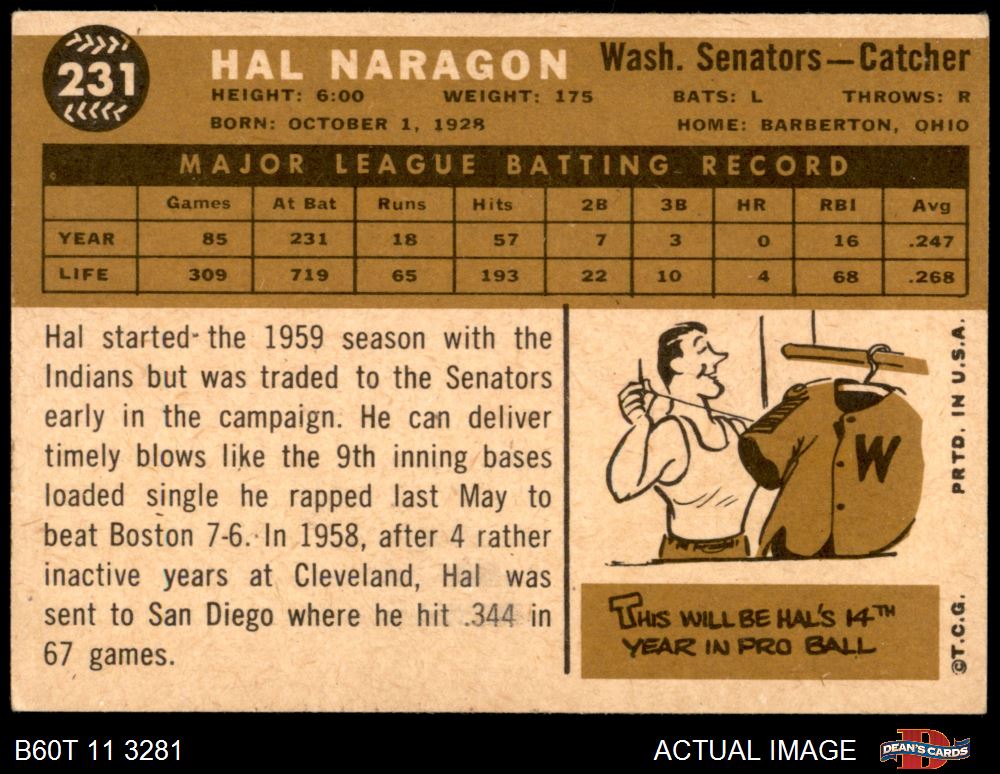 231
HAL NARAGON Wash. Senators—Catcher
HEIGHT: 6:00 WEIGHT: 175 BATS: L THROWS: R
BORN: OCTOBER 1, 1928 HOME: BARBERTON, OHIO
MAJOR LEAGUE BATTING RECORD
Games At Bat Runs Hits 2B 3B HR RBI Avg
YEAR 85 231 18 57 7 3 0 16 .247
LIFE 309 719 65 193 22 10 4 68 .268
Hal started the 1959 season with the
Indians but was traded to the Senators
early in the campaign. He can deliver
timely blows like the 9th inning bases
loaded single he rapped last May to
beat Boston 7-6. In 1958, after 4 rather
inactive years at Cleveland, Hal was
sent to San Diego where he hit .344 in
67 games.
W
THIS WILL BE HAL'S 14TH
YEAR IN PRO BALL
©T.C.G. PRTD. IN U.S.A.
B60T 11 3281 ACTUAL IMAGE
D
DEAN'S CARDS